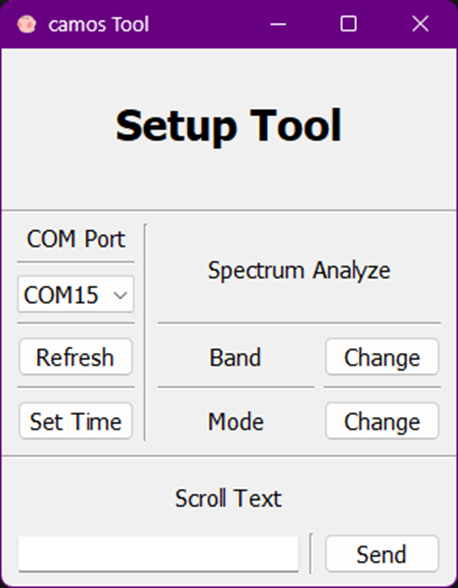 camos Tool
Setup Tool
COM Port
COM15
Refresh
Set Time
Spectrum Analyze
Band Change
Mode Change
Scroll Text
Send